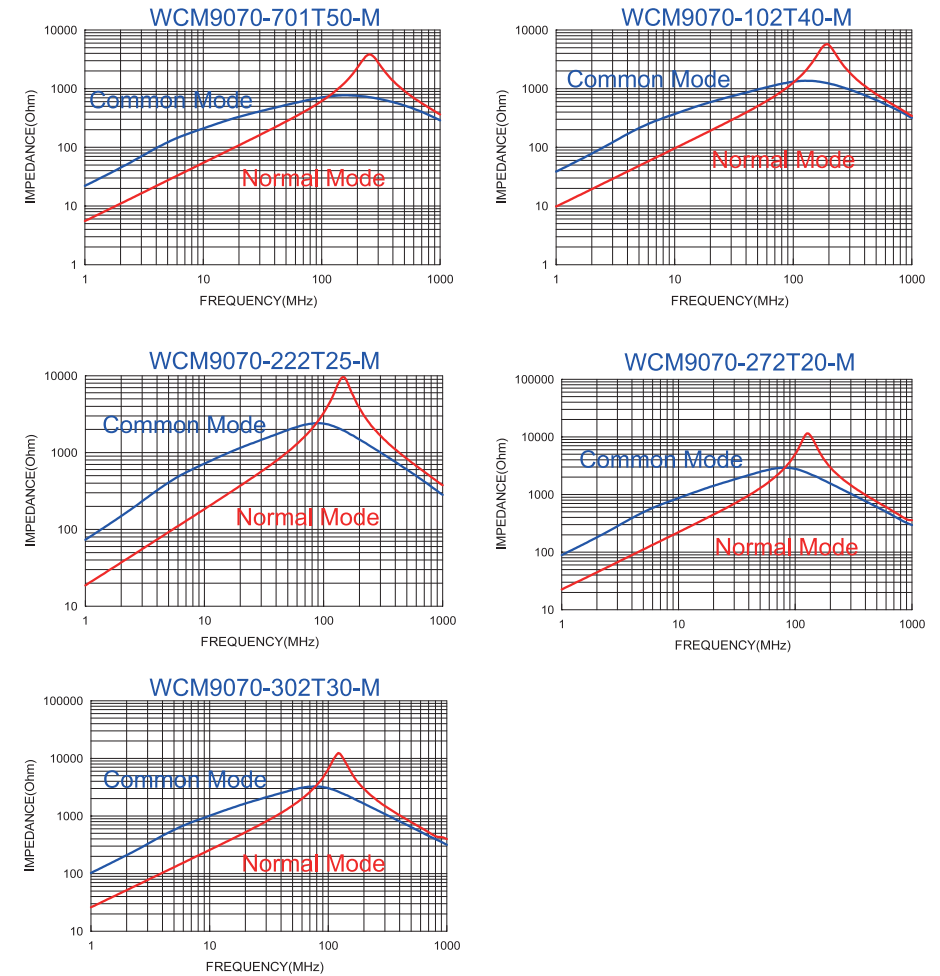 WCM9070-701T50-M
10000
1000
100
10
1
IMPEDANCE(Ohm)
Common Mode
Normal Mode
1 10 100 1000
FREQUENCY(MHz)
WCM9070-102T40-M
10000
1000
100
10
1
IMPEDANCE(Ohm)
Common Mode
Normal Mode
1 10 100 1000
FREQUENCY(MHz)
WCM9070-222T25-M
10000
1000
100
10
IMPEDANCE(Ohm)
Common Mode
Normal Mode
1 10 100 1000
FREQUENCY(MHz)
WCM9070-272T20-M
100000
10000
1000
100
10
IMPEDANCE(Ohm)
Common Mode
Normal Mode
1 10 100 1000
FREQUENCY(MHz)
WCM9070-302T30-M
100000
10000
1000
100
10
IMPEDANCE(Ohm)
Common Mode
Normal Mode
1 10 100 1000
FREQUENCY(MHz)